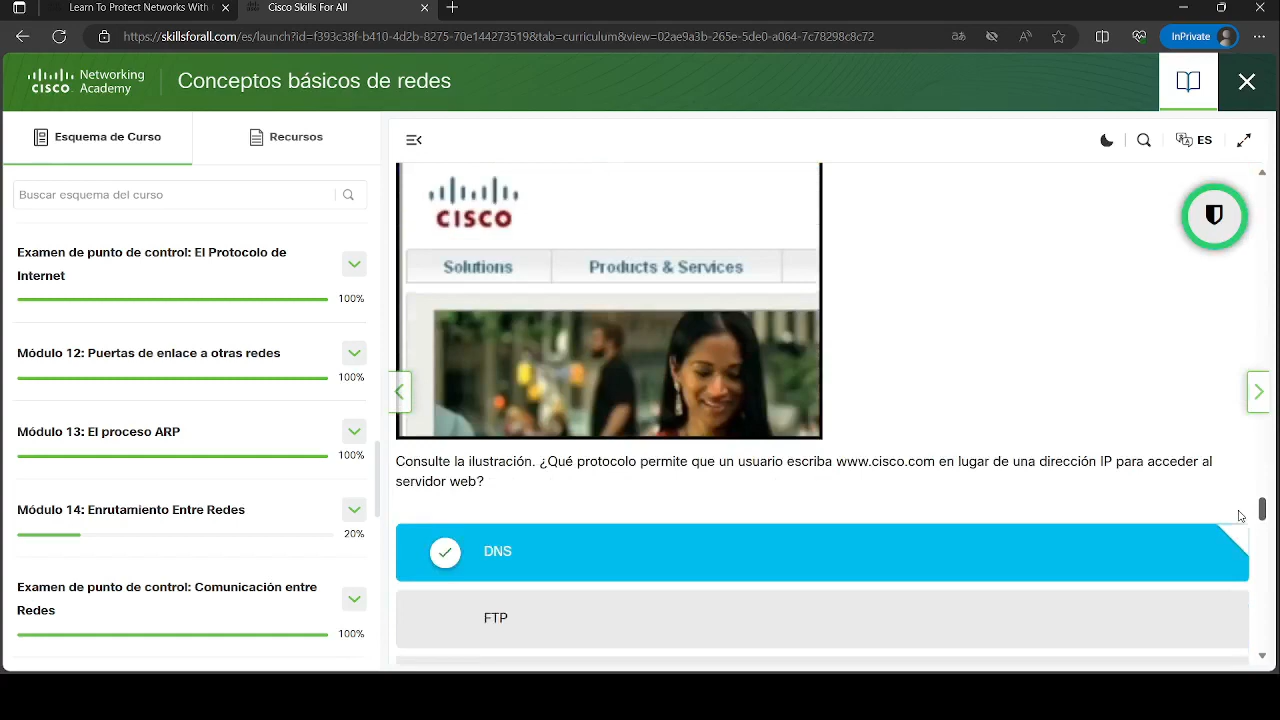 Learn To Protect Networks With
Cisco Skills For All
https://skillsforall.com/es/launch?id=f393c38f-b410-4d2b-8275-70e144273519&tab=curriculum&view=02ae9a3b-265e-5de0-a064-7c78298c8c72
InPrivate
Networking
CISCO Academy
Conceptos básicos de redes
Esquema de Curso
Recursos
ES
Buscar esquema del curso
Examen de punto de control: El Protocolo de
Internet
100%
Módulo 12: Puertas de enlace a otras redes
100%
Módulo 13: El proceso ARP
100%
Módulo 14: Enrutamiento Entre Redes
20%
Examen de punto de control: Comunicación entre
Redes
100%
CISCO
Solutions
Products & Services
Consulte la ilustración. ¿Qué protocolo permite que un usuario escriba www.cisco.com en lugar de una dirección IP para acceder al
servidor web?
DNS
FTP